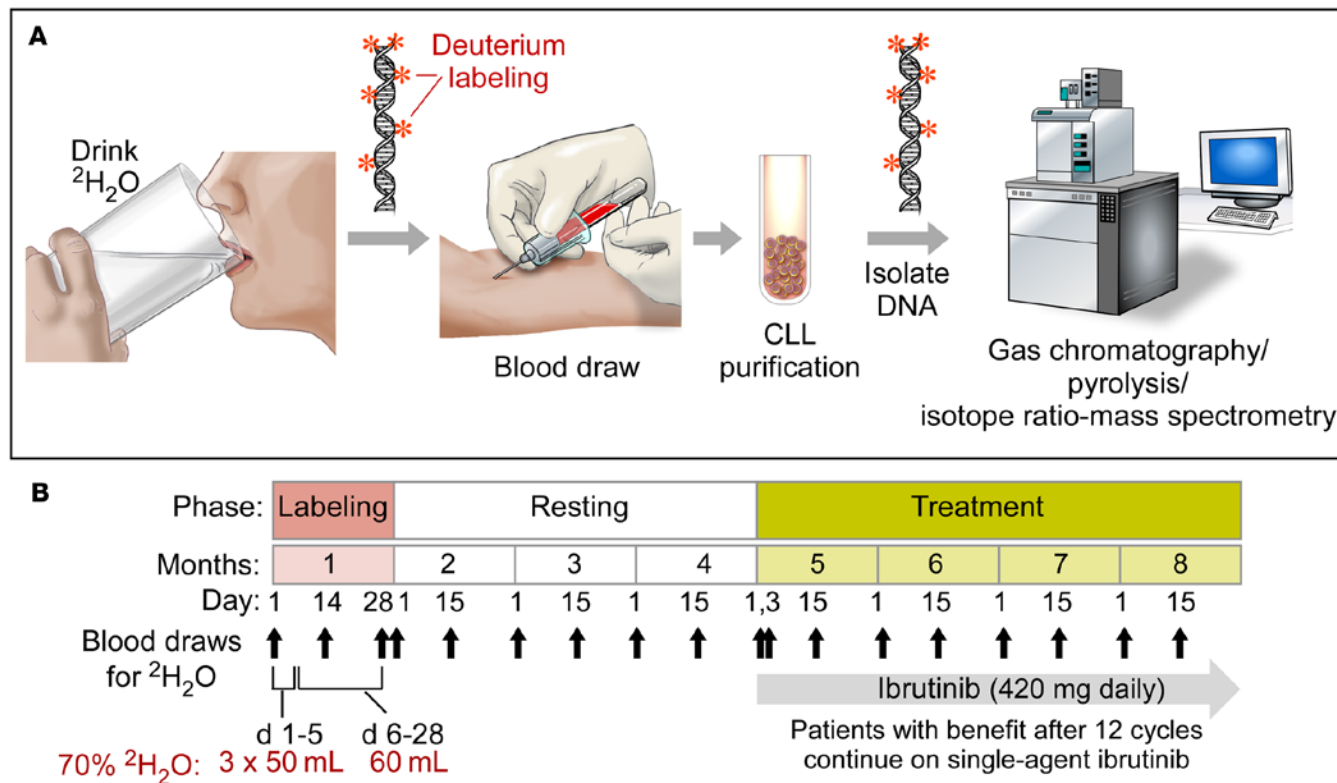 A
Drink
²H₂O
Deuterium
labeling
Blood draw
CLL
purification
Isolate
DNA
Gas chromatography/
pyrolysis/
isotope ratio-mass spectrometry
B
Phase: Labeling Resting Treatment
Months: 1 2 3 4 5 6 7 8
Day: 1 14 28 1 15 1 15 1 15 1,3 15 1 15 1 15 1 15
Blood draws
for ²H₂O
Ibrutinib (420 mg daily)
d 1-5 d 6-28
70% ²H₂O: 3 x 50 mL 60 mL
Patients with benefit after 12 cycles
continue on single-agent ibrutinib